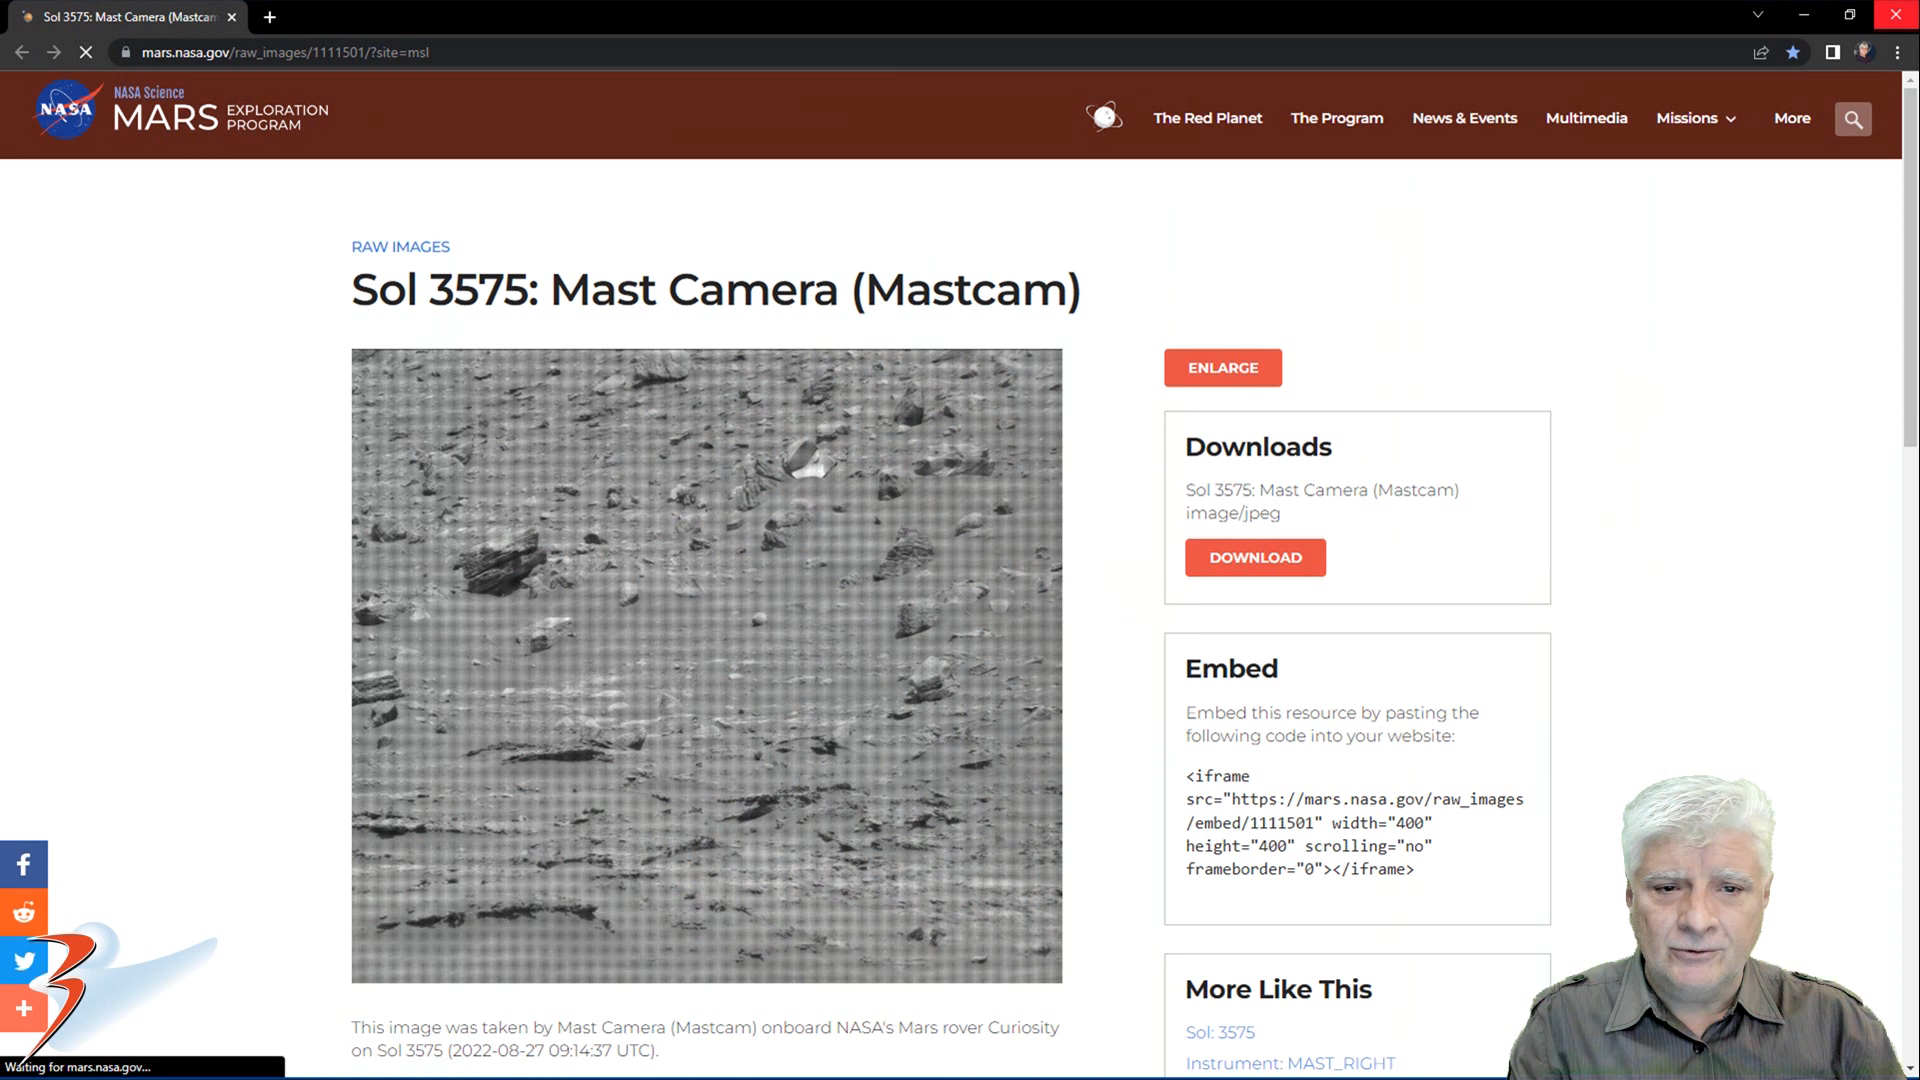 Sol 3575: Mast Camera (Mastcam
mars.nasa.gov/raw_images/1111501/?site=msl
NASA
NASA Science
MARS EXPLORATION PROGRAM
The Red Planet
The Program
News & Events
Multimedia
Missions
More
RAW IMAGES
Sol 3575: Mast Camera (Mastcam)
ENLARGE
Downloads
Sol 3575: Mast Camera (Mastcam)
image/jpeg
DOWNLOAD
Embed
Embed this resource by pasting the
following code into your website:
<iframe
src="https://mars.nasa.gov/raw_images
/embed/1111501" width="400"
height="400" scrolling="no"
frameborder="0"></iframe>
More Like This
Sol: 3575
Instrument: MAST_RIGHT
This image was taken by Mast Camera (Mastcam) onboard NASA's Mars rover Curiosity
on Sol 3575 (2022-08-27 09:14:37 UTC).
Waiting for mars.nasa.gov...